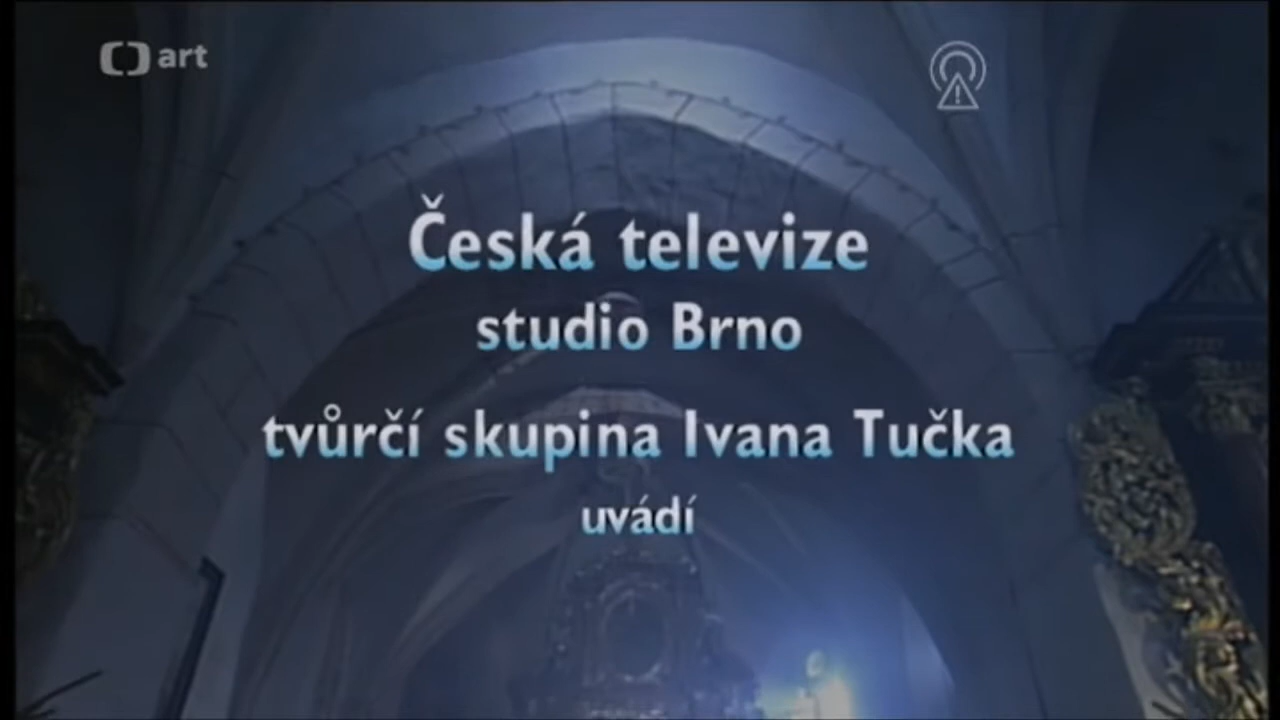 art
Česká televize
studio Brno
tvůrčí skupina Ivana Tučka
uvádí